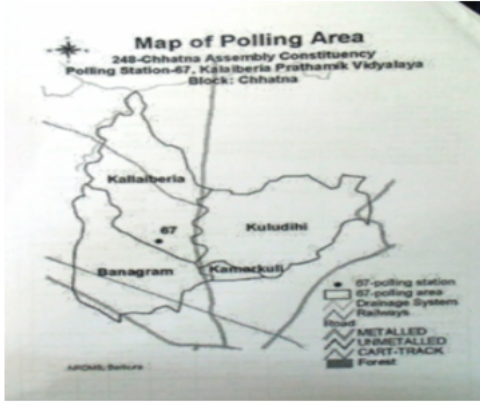 Map of Polling Area
248-Chhatna Assembly Constituency
Polling Station-67, Kalaiberia Prathamik Vidyalaya
Block: Chhatna
Kallaiberia
67
Kuludihi
Banagram
Kamarkuli
67-polling station
67-polling area
Drainage System
Railways
Road
METALLED
UNMETALLED
CART-TRACK
Forest